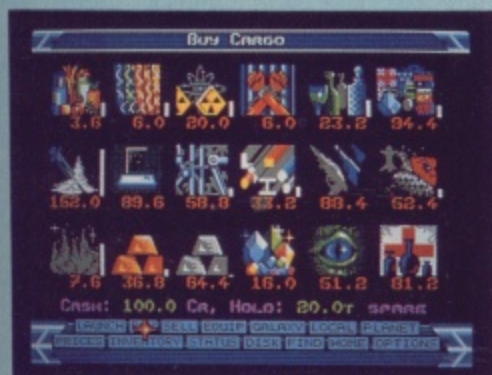 Buy Cargo
3.6 6.0 20.0 6.0 23.2 94.4
162.0 89.6 58.8 33.2 88.4 52.4
7.6 36.8 64.4 16.0 51.2 81.2
Cash: 100.0 Cr, Hold: 20.0T spare
LAUNCH SELL EQUIP GALAXY LOCAL PLANET
PRICES INVENTORY STATUS DISK FIND HOME OPTIONS